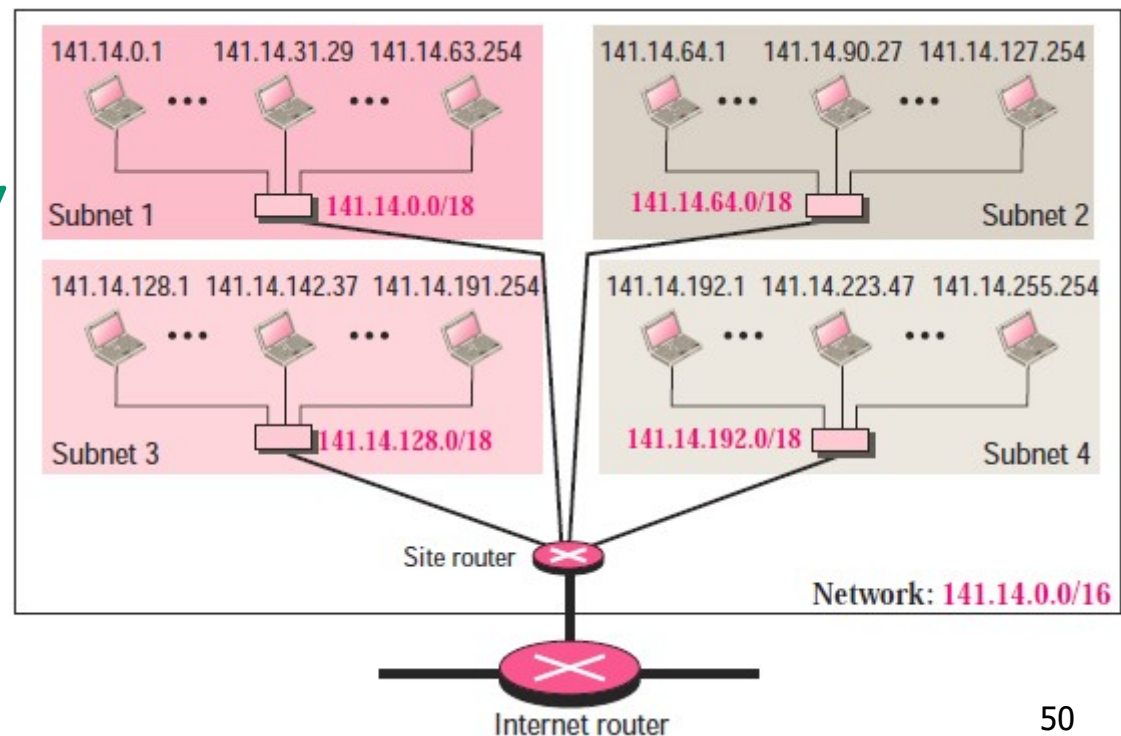 141.14.0.1 141.14.31.29 141.14.63.254
Subnet 1 141.14.0.0/18
141.14.64.1 141.14.90.27 141.14.127.254
141.14.64.0/18 Subnet 2
141.14.128.1 141.14.142.37 141.14.191.254
Subnet 3 141.14.128.0/18
141.14.192.1 141.14.223.47 141.14.255.254
141.14.192.0/18 Subnet 4
Site router
Network: 141.14.0.0/16
Internet router
50